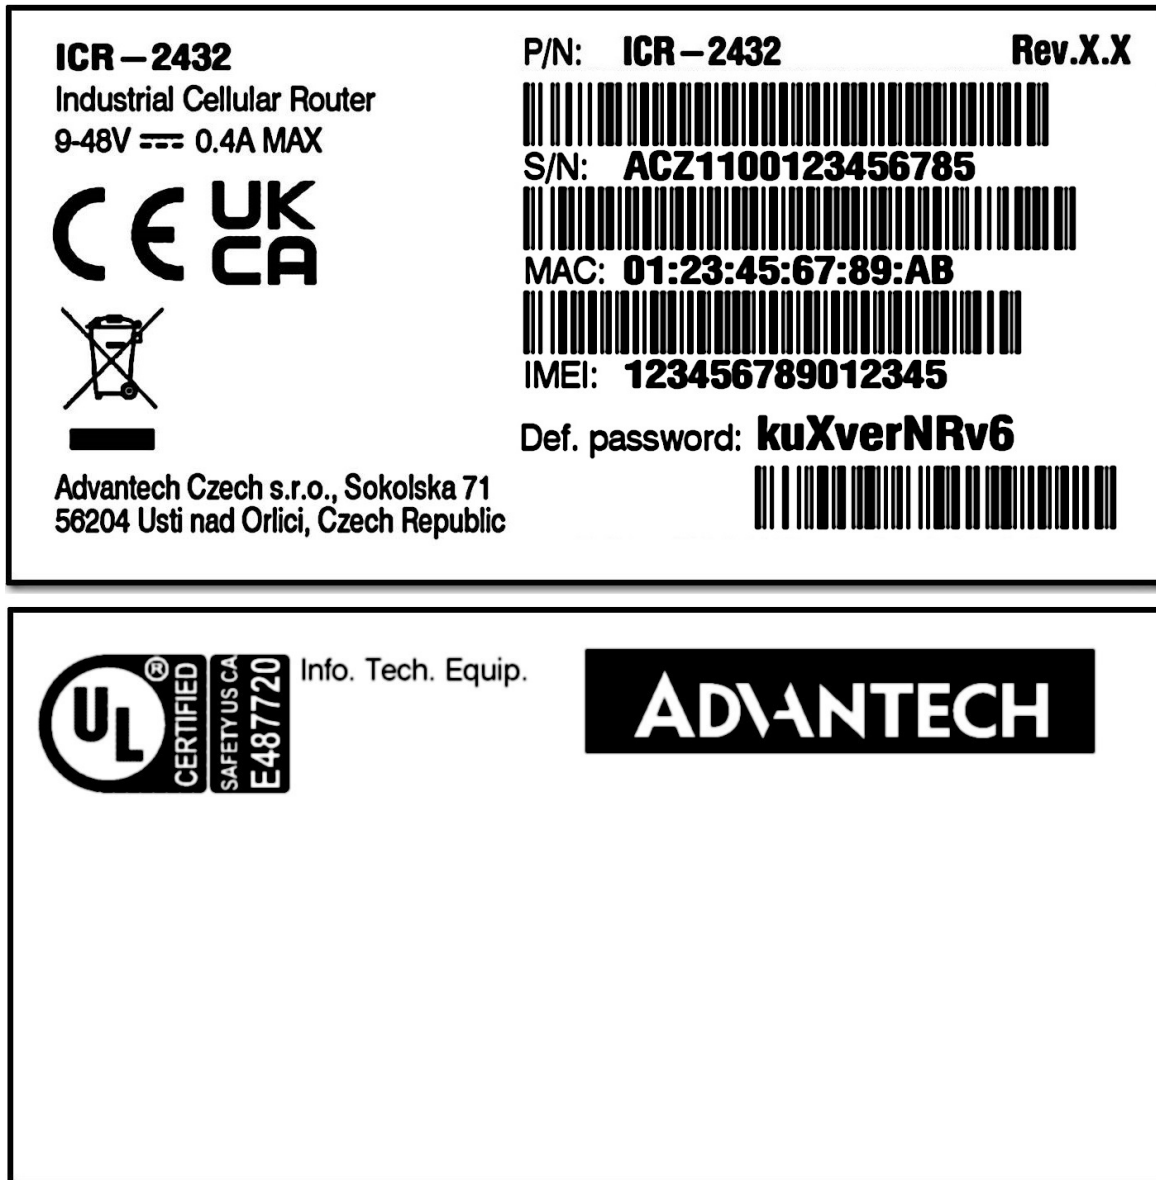 ICR-2432
Industrial Cellular Router
9-48V 0.4A MAX
CE UK
CA
Advantech Czech s.r.o., Sokolska 71
56204 Usti nad Orlici, Czech Republic
P/N: ICR-2432 Rev.X.X
S/N: ACZ1100123456785
MAC: 01:23:45:67:89:AB
IMEI: 123456789012345
Def. password: kuXverNRv6
UL ®
CERTIFIED
SAFETY US CA
E487720
Info. Tech. Equip.
ADVANTECH